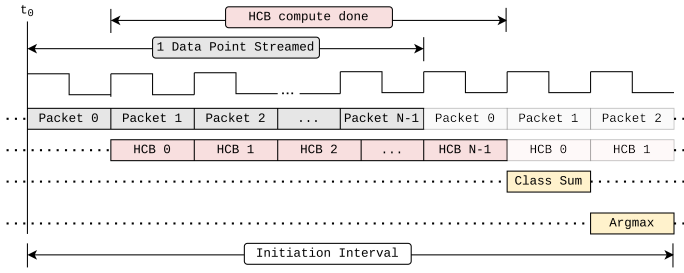 t0
HCB compute done
1 Data Point Streamed
...
Packet 0 Packet 1 Packet 2 ... Packet N-1 Packet 0 Packet 1 Packet 2
HCB 0 HCB 1 HCB 2 ... HCB N-1 HCB 0 HCB 1
Class Sum
Argmax
Initiation Interval